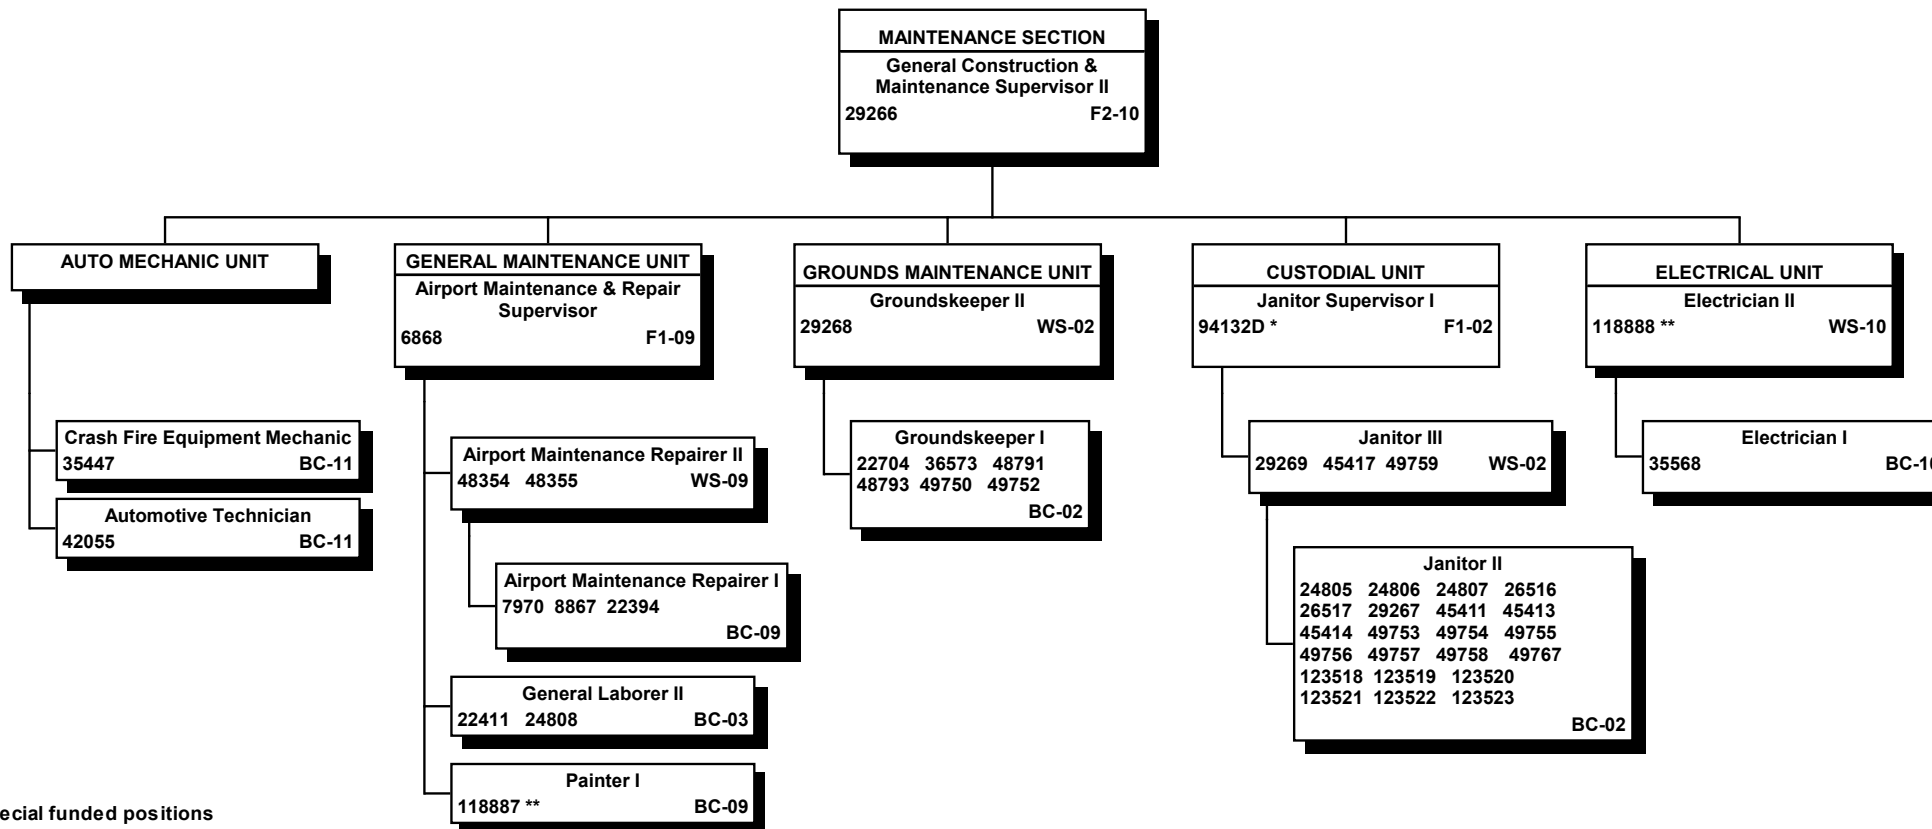 MAINTENANCE SECTION
General Construction &
Maintenance Supervisor II
29266 F2-10
AUTO MECHANIC UNIT
Crash Fire Equipment Mechanic
35447 BC-11
Automotive Technician
42055 BC-11
GENERAL MAINTENANCE UNIT
Airport Maintenance & Repair
Supervisor
6868 F1-09
Airport Maintenance Repairer II
48354 48355 WS-09
Airport Maintenance Repairer I
7970 8867 22394
BC-09
General Laborer II
22411 24808 BC-03
Painter I
118887 ** BC-09
GROUNDS MAINTENANCE UNIT
Groundskeeper II
29268 WS-02
Groundskeeper I
22704 36573 48791
48793 49750 49752
BC-02
CUSTODIAL UNIT
Janitor Supervisor I
94132D * F1-02
Janitor III
29269 45417 49759 WS-02
Janitor II
24805 24806 24807 26516
26517 29267 45411 45413
45414 49753 49754 49755
49756 49757 49758 49767
123518 123519 123520
123521 123522 123523
BC-02
ELECTRICAL UNIT
Electrician II
118888 ** WS-10
Electrician I
35568
funded positions